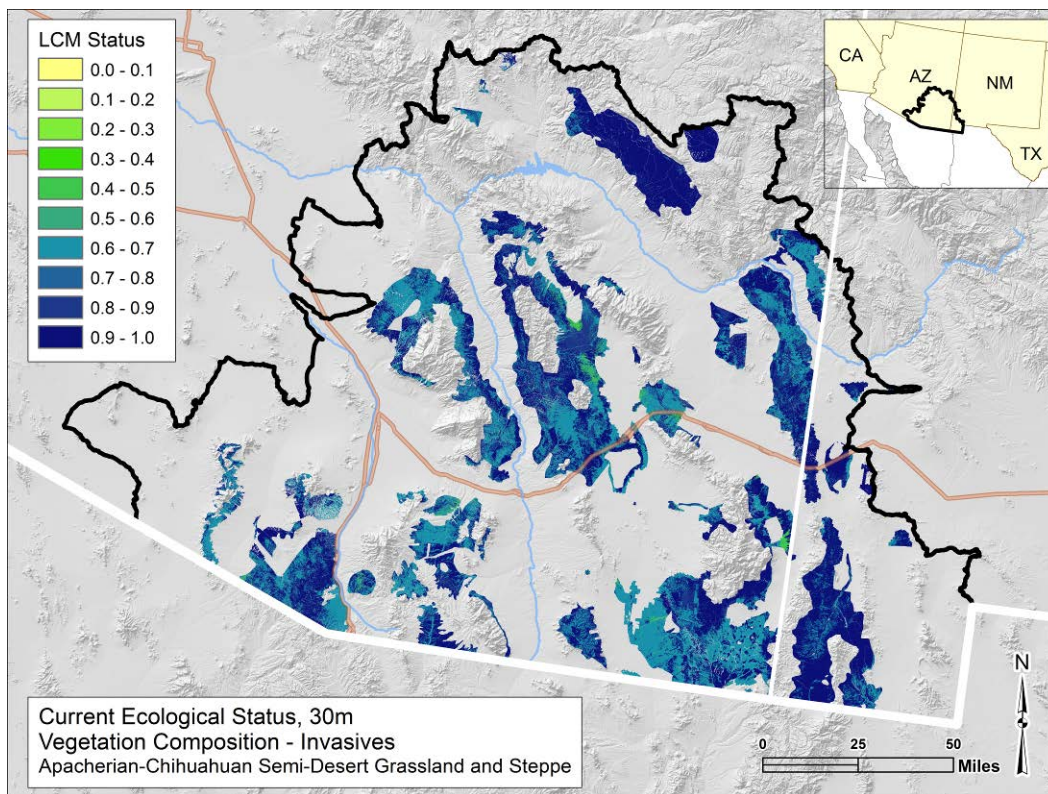 LCM Status
0.0 - 0.1
0.1 - 0.2
0.2 - 0.3
0.3 - 0.4
0.4 - 0.5
0.5 - 0.6
0.6 - 0.7
0.7 - 0.8
0.8 - 0.9
0.9 - 1.0
CA
AZ
NM
TX
Current Ecological Status, 30m
Vegetation Composition - Invasives
Apacherian-Chihuahuan Semi-Desert Grassland and Steppe
N
0 25 50
Miles